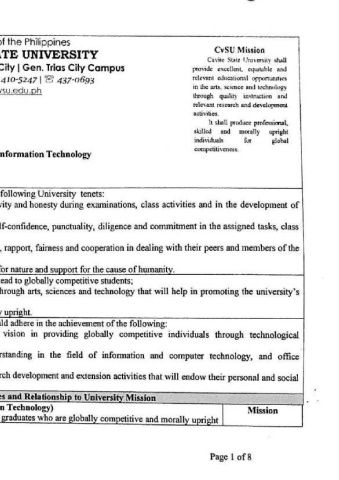 of the Philippines
ATE UNIVERSITY
City | Gen. Trias City Campus
410-5247 | ☏ 437-0693
vsu.edu.ph
CvSU Mission
Cavite State University shall
provide excellent, equitable and
relevant educational opportunities
in the arts, science and technology
through quality instruction and
relevant research and development
activities.
It shall produce professional,
skilled and morally upright
individuals for global
competitiveness.
nformation Technology
following University tenets:
vity and honesty during examinations, class activities and in the development of
lf-confidence, punctuality, diligence and commitment in the assigned tasks, class
, rapport, fairness and cooperation in dealing with their peers and members of the
for nature and support for the cause of humanity.
ead to globally competitive students;
hrough arts, sciences and technology that will help in promoting the university's
y upright.
ld adhere in the achievement of the following:
vision in providing globally competitive individuals through technological
rstanding in the field of information and computer technology, and office
rch development and extension activities that will endow their personal and social
es and Relationship to University Mission
n Technology)
Mission
graduates who are globally competitive and morally upright
Page 1 of 8